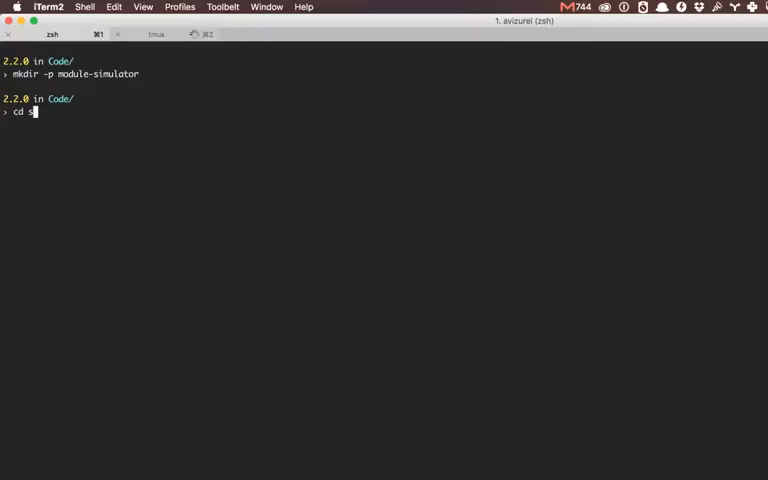 iTerm2 Shell Edit View Profiles Toolbelt Window Help M 744
1. avizurel (zsh)
zsh ⌘1 tmux ⌘2
2.2.0 in Code/
› mkdir -p module-simulator
2.2.0 in Code/
› cd s